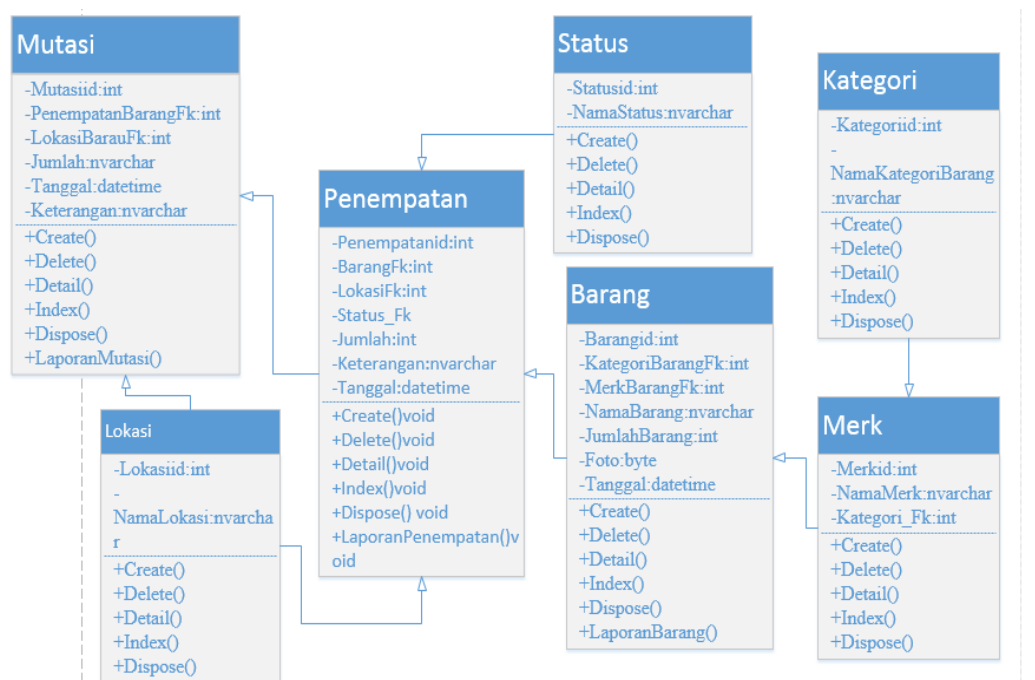 Mutasi
-Mutasiid:int
-PenempatanBarangFk:int
-LokasiBarauFk:int
-Jumlah:nvarchar
-Tanggal:datetime
-Keterangan:nvarchar
+Create()
+Delete()
+Detail()
+Index()
+Dispose()
+LaporanMutasi()
Lokasi
-Lokasiid:int
-
NamaLokasi:nvarcha
r
+Create()
+Delete()
+Detail()
+Index()
+Dispose()
Penempatan
-Penempatanid:int
-BarangFk:int
-LokasiFk:int
-Status_Fk
-Jumlah:int
-Keterangan:nvarchar
-Tanggal:datetime
+Create()void
+Delete()void
+Detail()void
+Index()void
+Dispose() void
+LaporanPenempatan()v
oid
Status
-Statusid:int
-NamaStatus:nvarchar
+Create()
+Delete()
+Detail()
+Index()
+Dispose()
Barang
-Barangid:int
-KategoriBarangFk:int
-MerkBarangFk:int
-NamaBarang:nvarchar
-JumlahBarang:int
-Foto:byte
-Tanggal:datetime
+Create()
+Delete()
+Detail()
+Index()
+Dispose()
+LaporanBarang()
Kategori
-Kategoriid:int
-
NamaKategoriBarang
:nvarchar
+Create()
+Delete()
+Detail()
+Index()
+Dispose()
Merk
-Merkid:int
-NamaMerk:nvarchar
-Kategori_Fk:int
+Create()
+Delete()
+Detail()
+Index()
+Dispose()